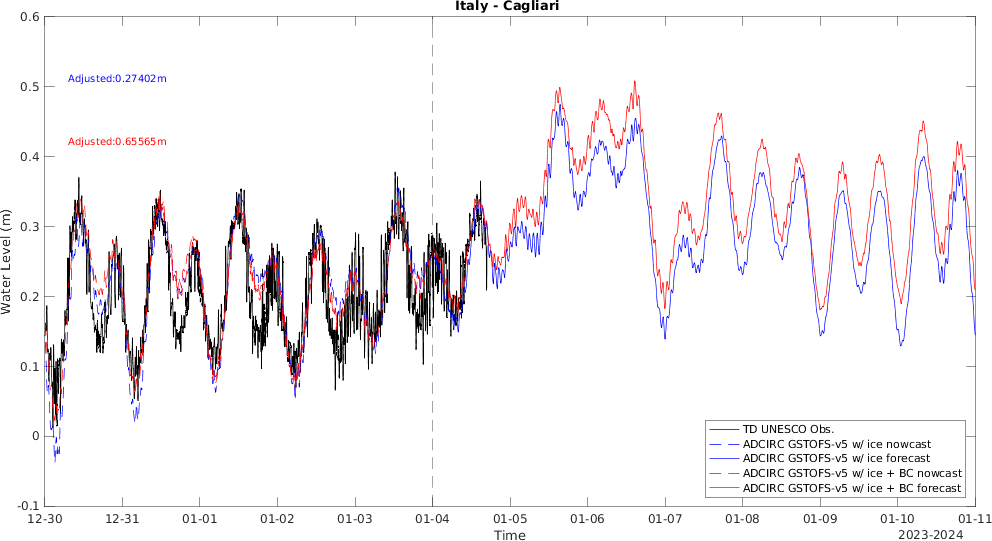 Italy - Cagliari
0.6
0.5
0.4
0.3
0.2
0.1
0
-0.1
Water Level (m)
Adjusted:0.27402m
Adjusted:0.65565m
TD UNESCO Obs.
ADCIRC GSTOFS-v5 w/ ice nowcast
ADCIRC GSTOFS-v5 w/ ice forecast
ADCIRC GSTOFS-v5 w/ ice + BC nowcast
ADCIRC GSTOFS-v5 w/ ice + BC forecast
12-30 12-31 01-01 01-02 01-03 01-04 01-05 01-06 01-07 01-08 01-09 01-10 01-11
Time
2023-2024